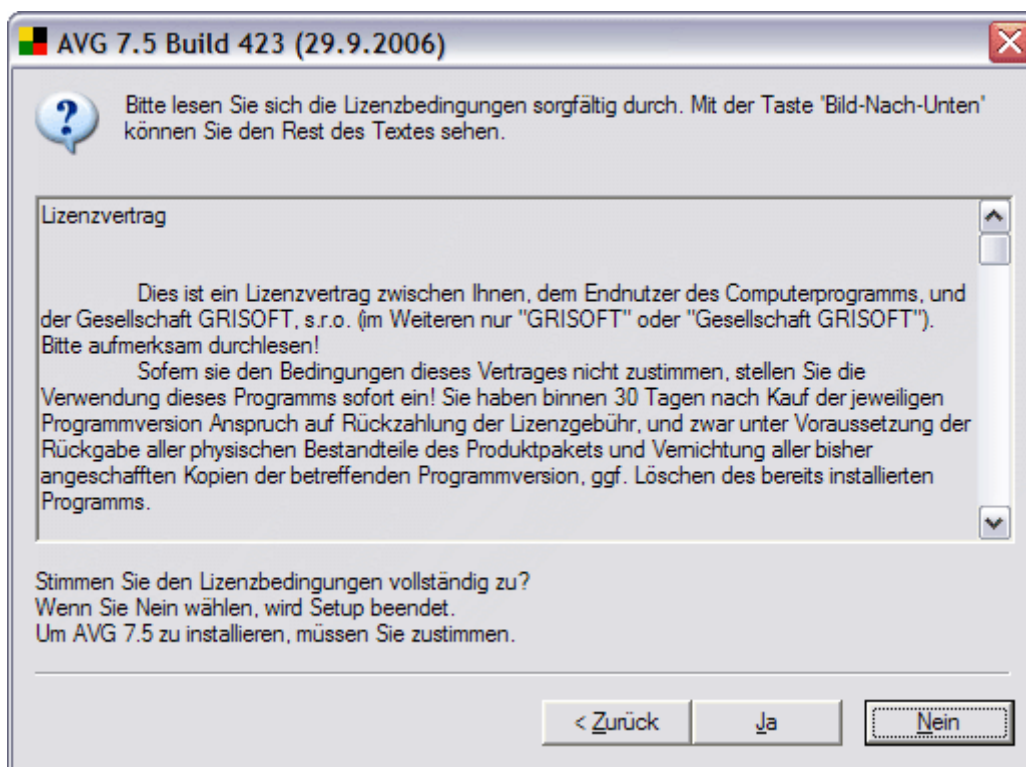 AVG 7.5 Build 423 (29.9.2006)
Bitte lesen Sie sich die Lizenzbedingungen sorgfältig durch. Mit der Taste 'Bild-Nach-Unten'
können Sie den Rest des Textes sehen.
Lizenzvertrag
Dies ist ein Lizenzvertrag zwischen Ihnen, dem Endnutzer des Computerprogramms, und
der Gesellschaft GRISOFT, s.r.o. (im Weiteren nur "GRISOFT" oder "Gesellschaft GRISOFT").
Bitte aufmerksam durchlesen!
Sofern sie den Bedingungen dieses Vertrages nicht zustimmen, stellen Sie die
Verwendung dieses Programms sofort ein! Sie haben binnen 30 Tagen nach Kauf der jeweiligen
Programmversion Anspruch auf Rückzahlung der Lizenzgebühr, und zwar unter Voraussetzung der
Rückgabe aller physischen Bestandteile des Produktpakets und Vernichtung aller bisher
angeschafften Kopien der betreffenden Programmversion, ggf. Löschen des bereits installierten
Programms.
Stimmen Sie den Lizenzbedingungen vollständig zu?
Wenn Sie Nein wählen, wird Setup beendet.
Um AVG 7.5 zu installieren, müssen Sie zustimmen.
< Zurück
Ja
Nein